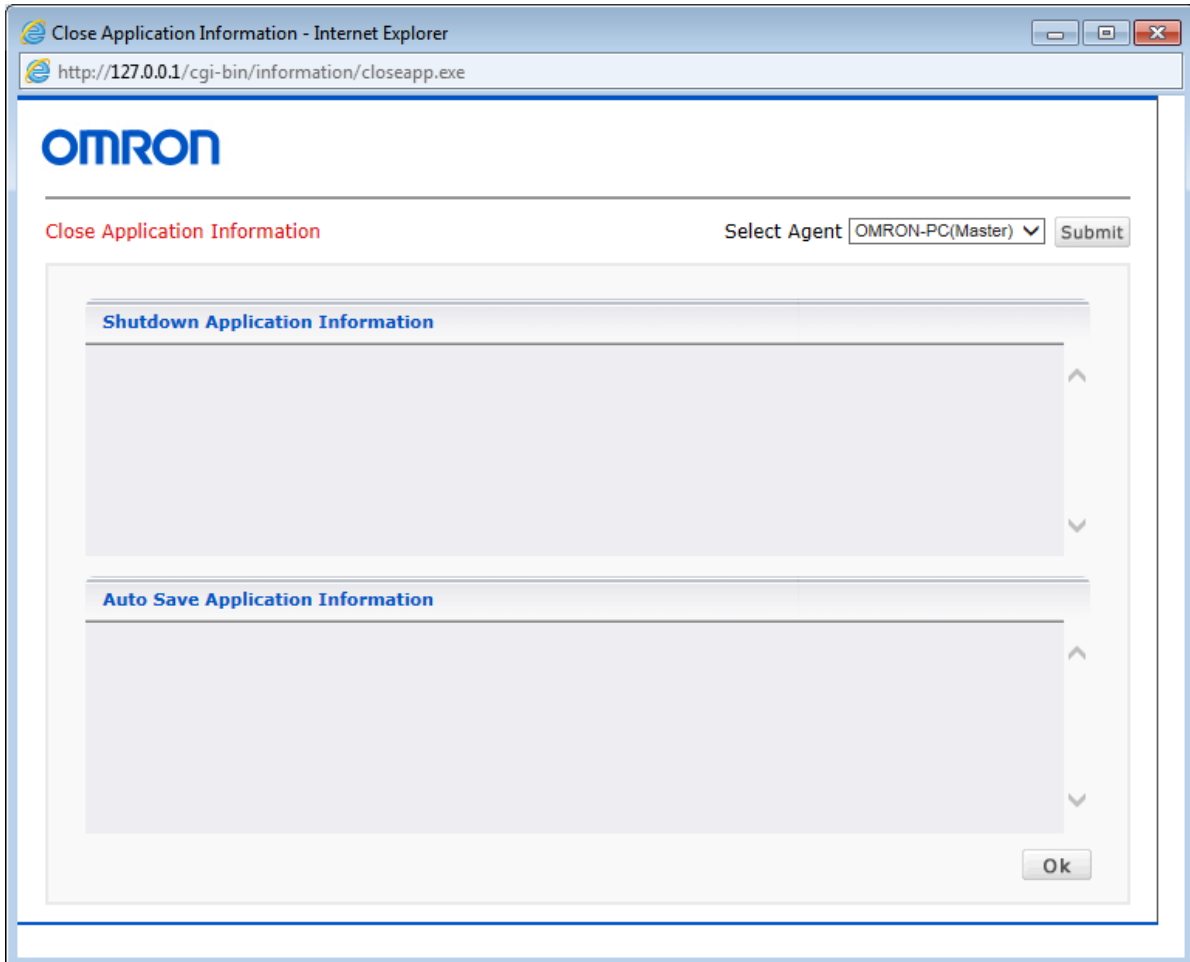 Close Application Information - Internet Explorer
http://127.0.0.1/cgi-bin/information/closeapp.exe
OMRON
Close Application Information Select Agent OMRON-PC(Master) Submit
Shutdown Application Information
Auto Save Application Information
Ok